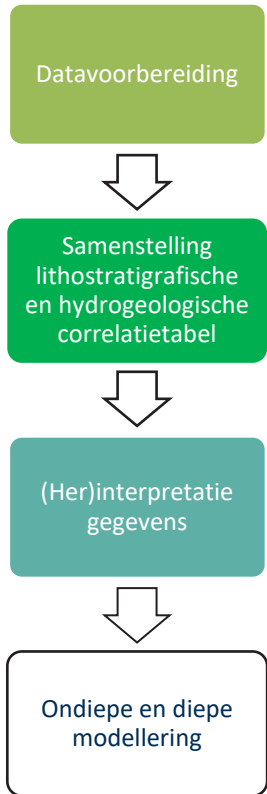 Datavoorbereiding
Samenstelling
lithostratigrafische
en hydrogeologische
correlatietabel
(Her)interpretatie
gegevens
Ondiepe en diepe
modellering